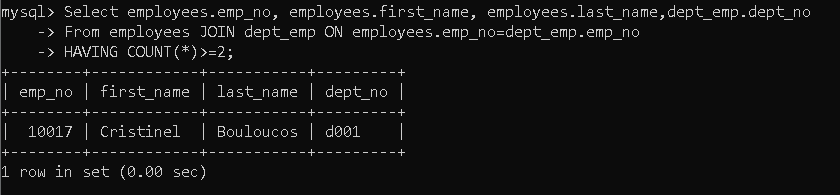 mysql> Select employees.emp_no, employees.first_name, employees.last_name,dept_emp.dept_no
    -> From employees JOIN dept_emp ON employees.emp_no=dept_emp.emp_no
    -> HAVING COUNT(*)>=2;
+--------+------------+-----------+---------+
| emp_no | first_name | last_name | dept_no |
+--------+------------+-----------+---------+
|  10017 | Cristinel  | Bouloucos | d001    |
+--------+------------+-----------+---------+
1 row in set (0.00 sec)